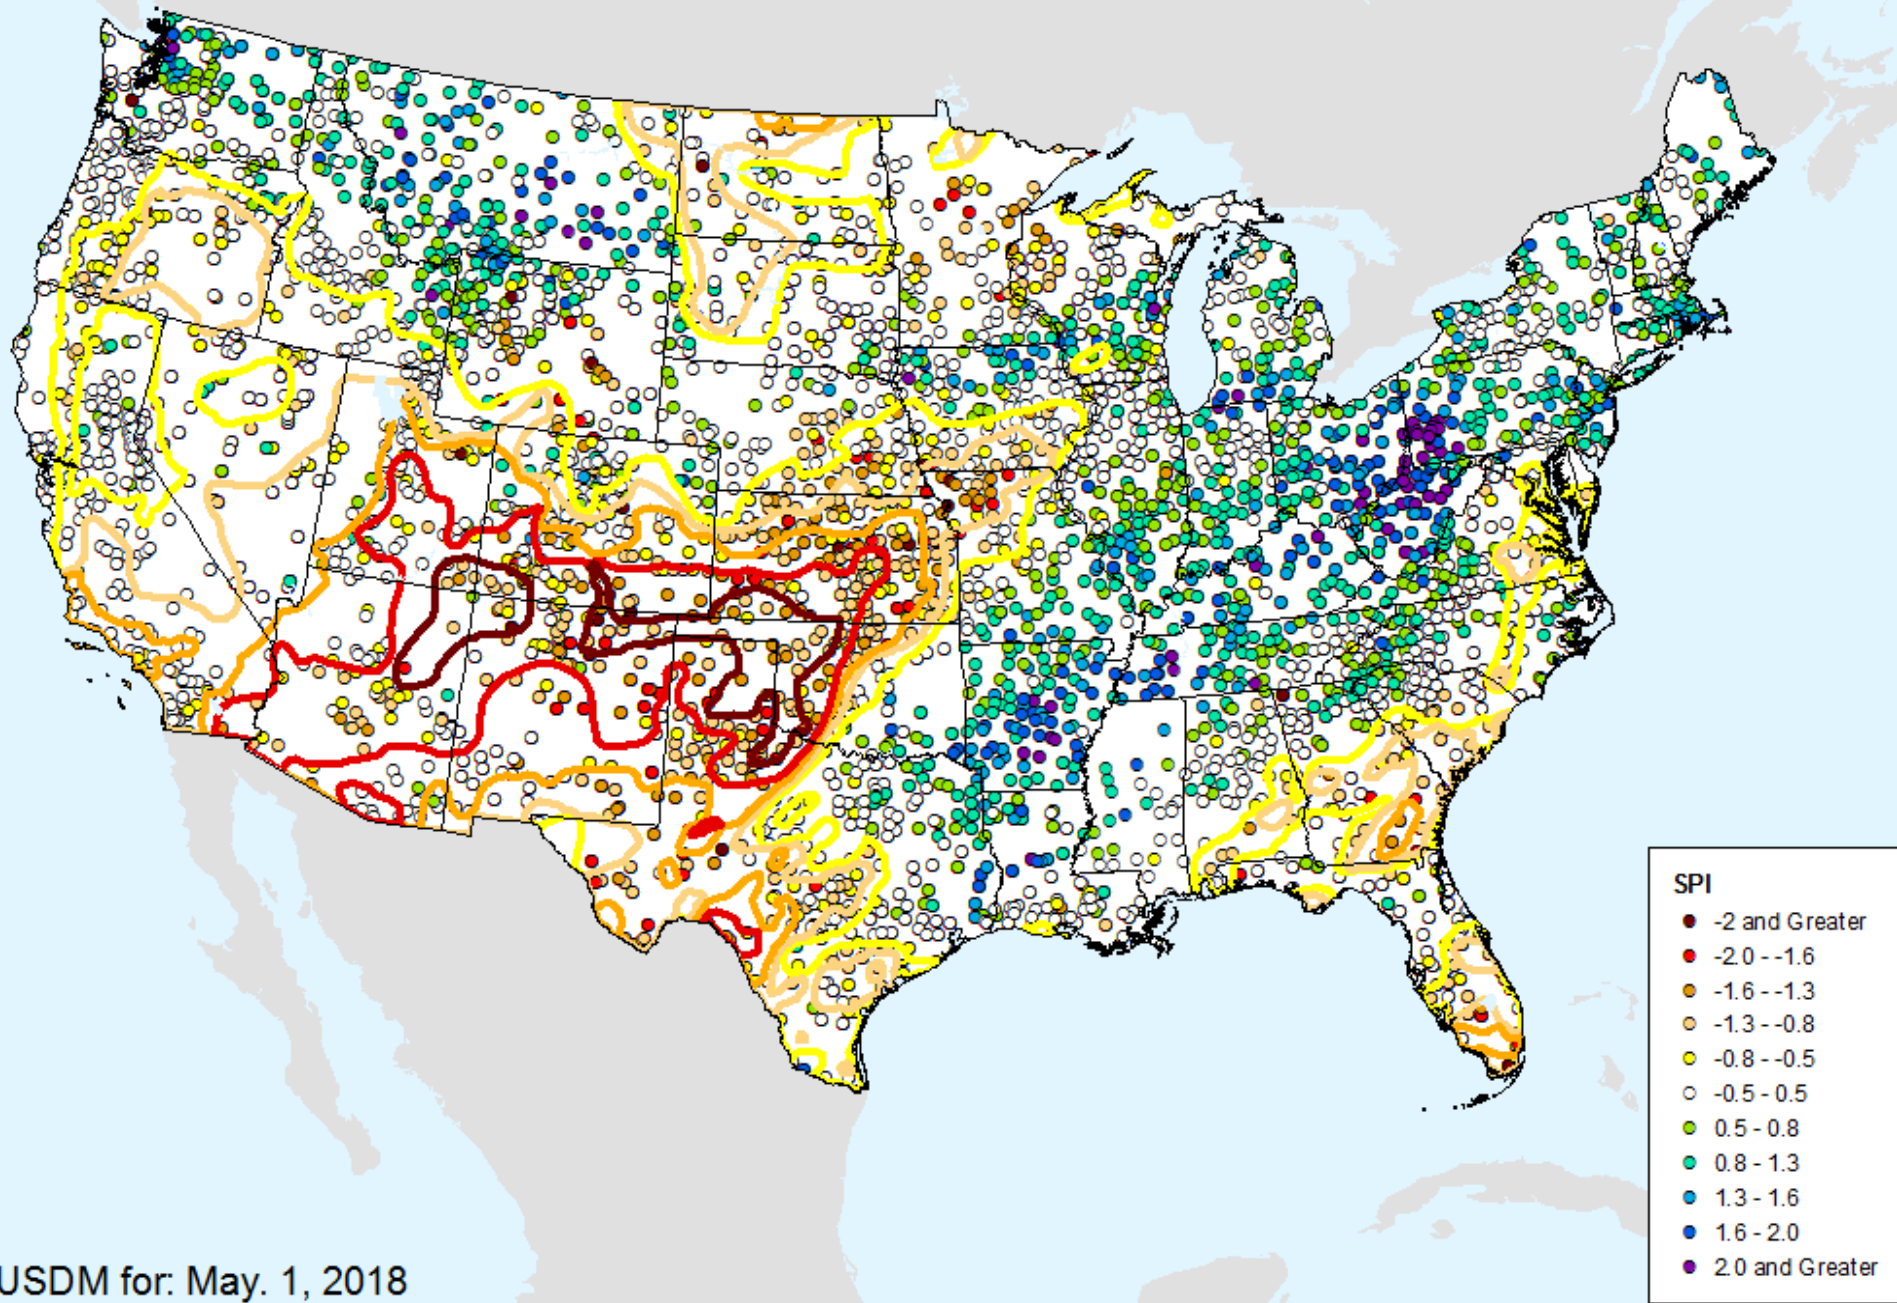 SPI
-2 and Greater
-2.0 - -1.6
-1.6 - -1.3
-1.3 - -0.8
-0.8 - -0.5
-0.5 - 0.5
0.5 - 0.8
0.8 - 1.3
1.3 - 1.6
1.6 - 2.0
2.0 and Greater
USDM for: May. 1, 2018